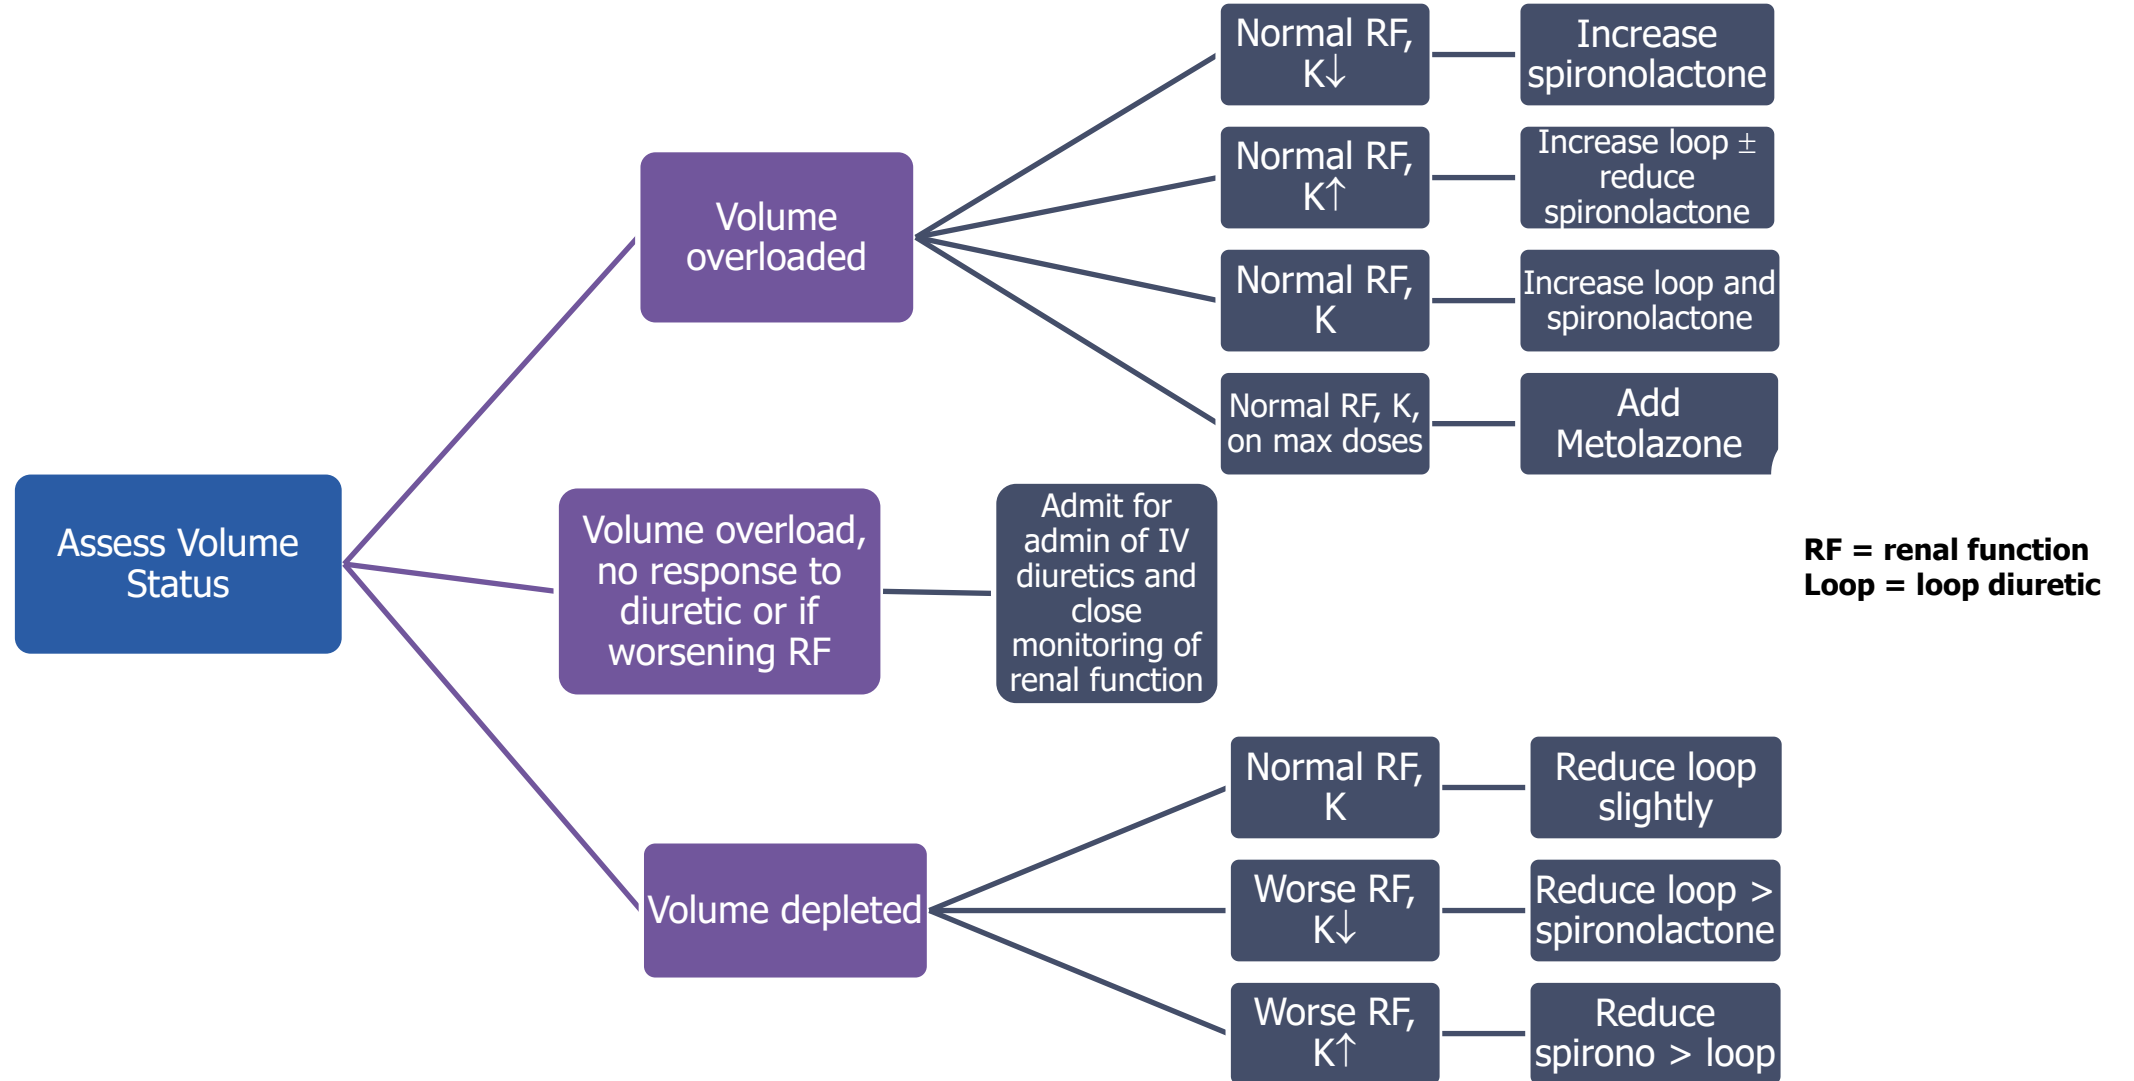 Assess Volume
Status
Volume
overloaded
Normal RF,
K↓
Increase
spironolactone
Normal RF,
K↑
Increase loop ±
reduce
spironolactone
Normal RF,
K
Increase loop and
spironolactone
Normal RF, K,
on max doses
Add
Metolazone
Volume overload,
no response to
diuretic or if
worsening RF
Admit for
admin of IV
diuretics and
close
monitoring of
renal function
RF = renal function
Loop = loop diuretic
Volume depleted
Normal RF,
K
Reduce loop
slightly
Worse RF,
K↓
Reduce loop >
spironolactone
Worse RF,
K↑
Reduce
spirono > loop